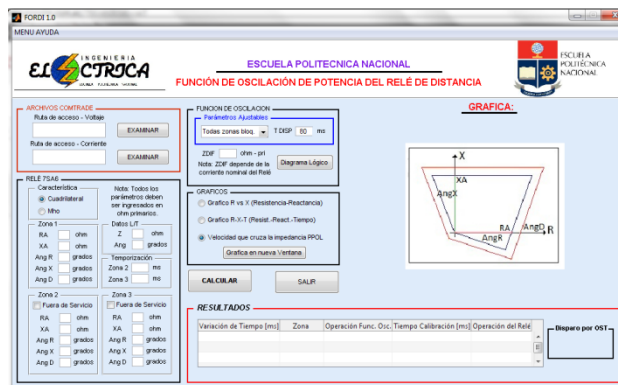 FORDI 1.0
MENU AYUDA
INGENIERIA
ELECTRICA
ESCUELA POLITECNICA NACIONAL
FUNCIÓN DE OSCILACIÓN DE POTENCIA DEL RELÉ DE DISTANCIA
ESCUELA
POLITÉCNICA
NACIONAL
ARCHIVOS COMTRADE
Ruta de acceso - Voltaje
EXAMINAR
Ruta de acceso - Corriente
EXAMINAR
RELÉ 7SA6
Característica
Cuadrilateral
Mho
Nota: Todos los
parámetros deben
ser ingresados en
ohm primarios.
Zona 1
RA ohm
XA ohm
Ang R grados
Ang X grados
Ang D grados
Datos L/T
Z ohm
Ang grados
Temporización
Zona 2 ms
Zona 3 ms
Zona 2
Fuera de Servicio
RA ohm
XA ohm
Ang R grados
Ang X grados
Ang D grados
Zona 3
Fuera de Servicio
RA ohm
XA ohm
Ang R grados
Ang X grados
Ang D grados
FUNCION DE OSCILACION
Parámetros Ajustables
Todas zonas bloq. T DISP 60 ms
ZDIF ohm - pri
Nota: ZDIF depende de la
corriente nominal del Relé
Diagrama Lógico
GRAFICOS
Grafico R vs X (Resistencia-Reactancia)
Grafico R-X-T (Resist.-React.-Tiempo)
Velocidad que cruza la impedancia PPOL
Grafica en nueva Ventana
CALCULAR
SALIR
GRAFICA:
X
XA
AngX
RA
AngD
R
AngR
RESULTADOS
Variación de Tiempo [ms] Zona Operación Func. Osc. Tiempo Calibración [ms] Operación del Relé
Disparo por OST